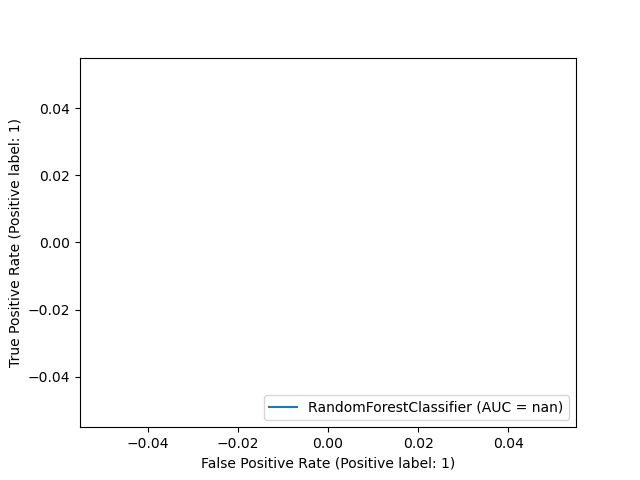 0.04
0.02
0.00
−0.02
−0.04
True Positive Rate (Positive label: 1)
RandomForestClassifier (AUC = nan)
−0.04 −0.02 0.00 0.02 0.04
False Positive Rate (Positive label: 1)